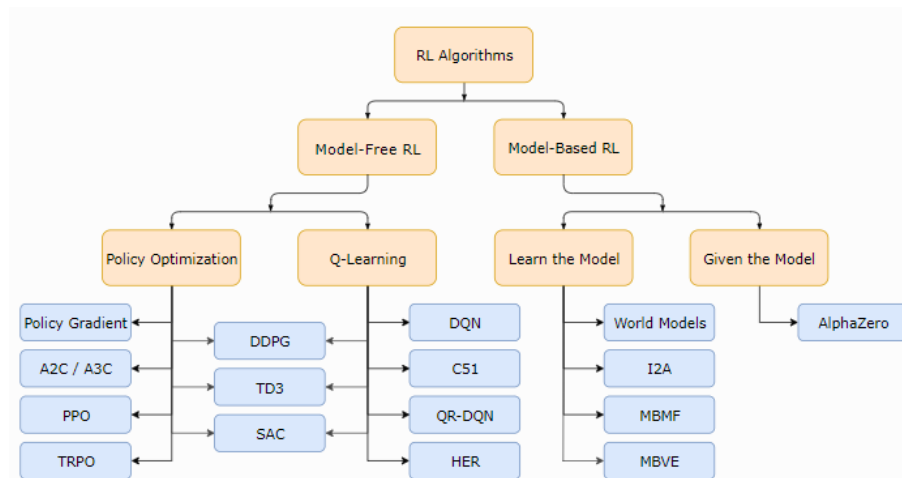 RL Algorithms
Model-Free RL
Model-Based RL
Policy Optimization
Q-Learning
Learn the Model
Given the Model
Policy Gradient
DDPG
DQN
World Models
AlphaZero
A2C / A3C
TD3
C51
I2A
PPO
SAC
QR-DQN
MBMF
TRPO
HER
MBVE